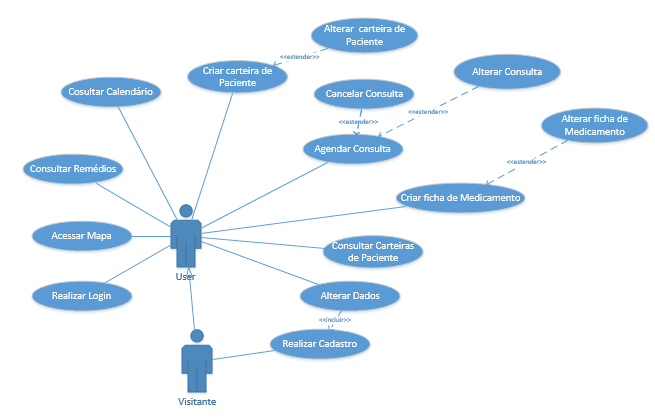 Alterar carteira de
Paciente
<<estender>>
Criar carteira de
Paciente
Alterar Consulta
Cosultar Calendário
Cancelar Consulta
<<estender>>
<<estender>>
Alterar ficha de
Medicamento
Agendar Consulta
<<estender>>
Consultar Remédios
Criar ficha de Medicamento
Acessar Mapa
Consultar Carteiras
de Paciente
User
Realizar Login
Alterar Dados
<<incluir>>
Realizar Cadastro
Visitante